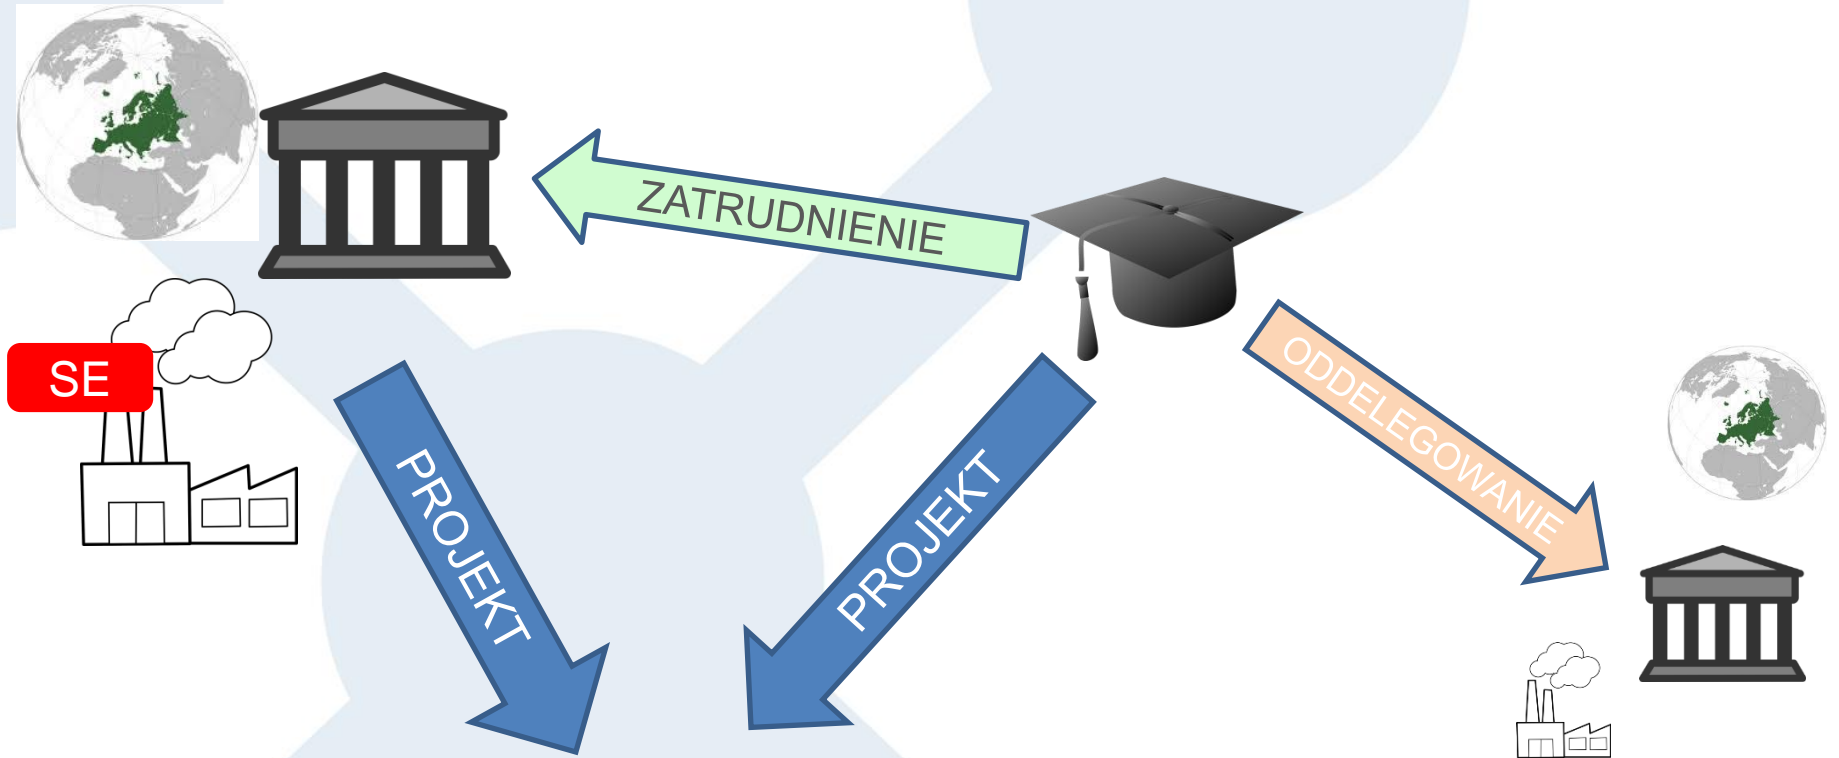 ZATRUDNIENIE
SE
ODDELEGOWANIE
PROJEKT
PROJEKT